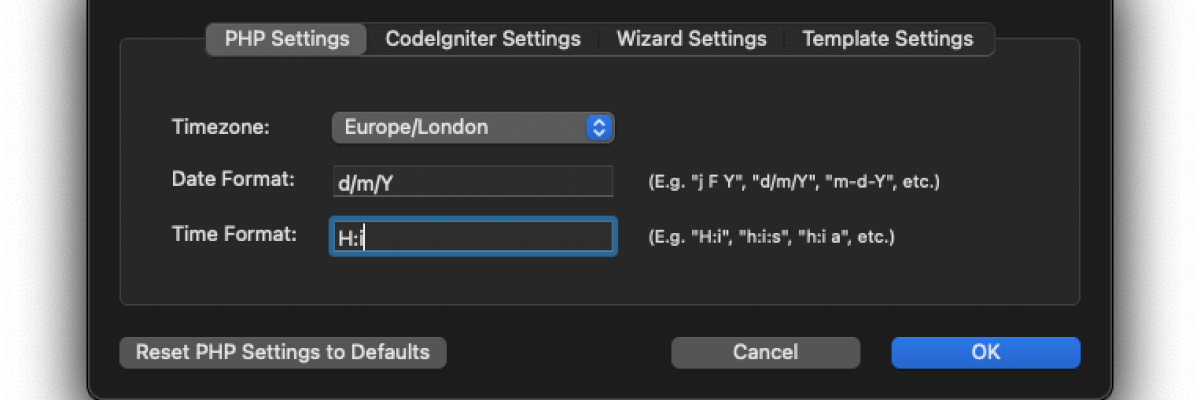 PHP Settings CodeIgniter Settings Wizard Settings Template Settings
Timezone: Europe/London
Date Format: d/m/Y (E.g. "j F Y", "d/m/Y", "m-d-Y", etc.)
Time Format: H:i (E.g. "H:i", "h:i:s", "h:i a", etc.)
Reset PHP Settings to Defaults Cancel OK